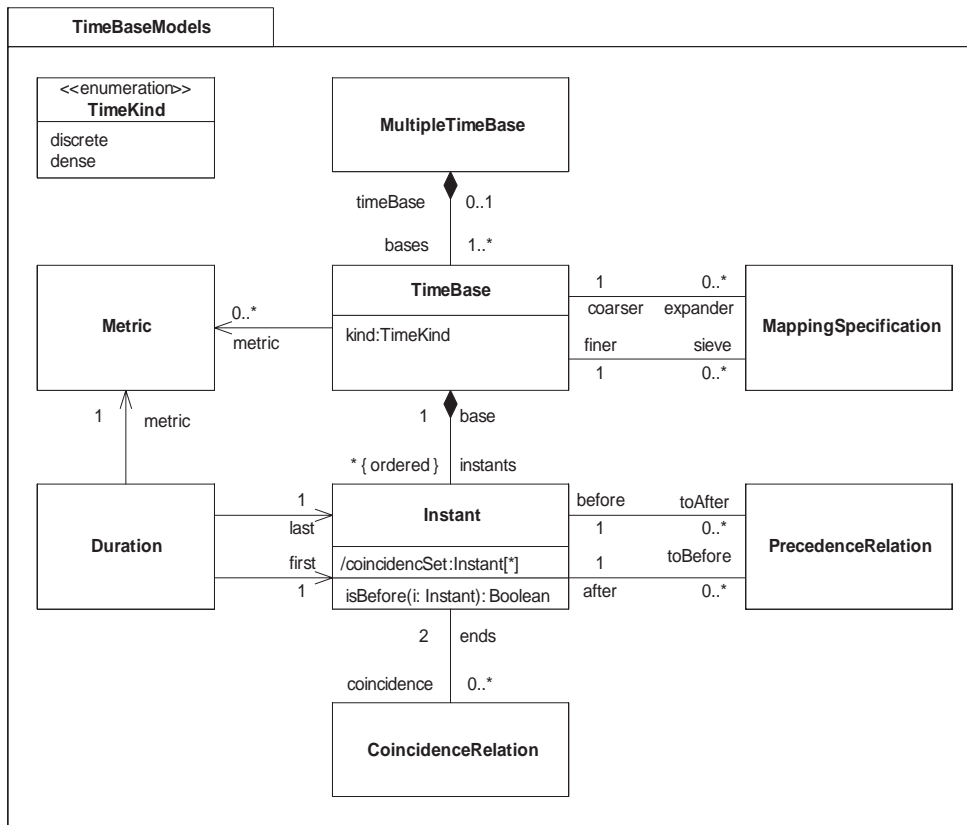 TimeBaseModels
<<enumeration>>
TimeKind
discrete
dense
MultipleTimeBase
timeBase 0..1
bases 1..*
Metric
0..*
metric
TimeBase
kind:TimeKind
1 0..*
coarser expander
finer sieve
1 0..*
MappingSpecification
1 metric
1 base
* { ordered } instants
Duration
1
last
first
1
Instant
/coincidencSet:Instant[*]
isBefore(i: Instant): Boolean
before toAfter
1 0..*
1 toBefore
after 0..*
PrecedenceRelation
2 ends
coincidence 0..*
CoincidenceRelation